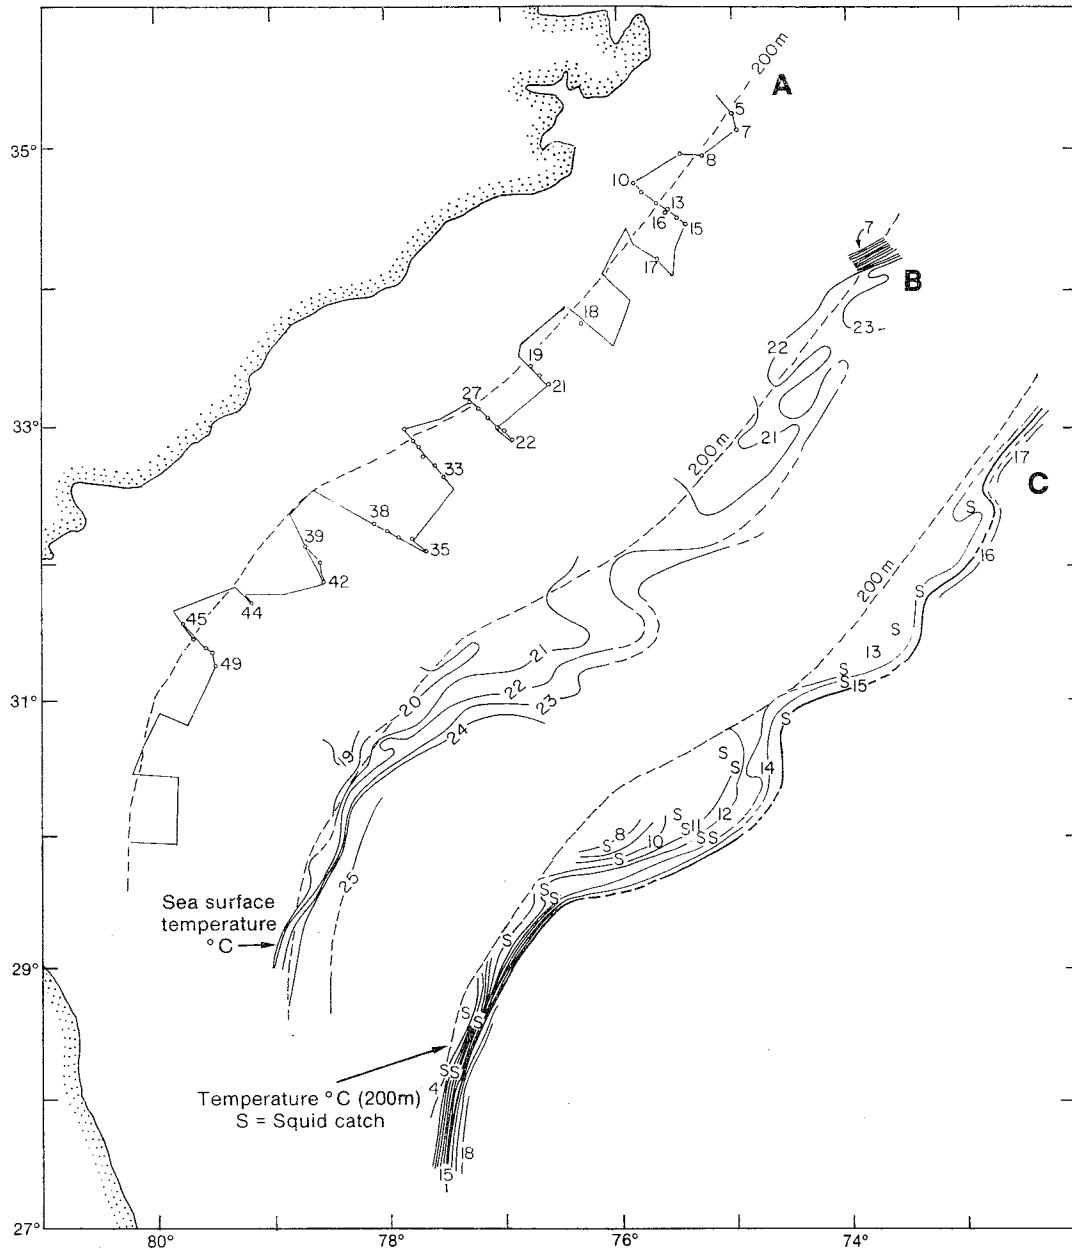 200m
A
5
7
35°
8
10
13
16
15
17
7
B
18
23
22
19
21
27
22
21
33
200m
17
C
S
38
39
35
16
42
200m
S
44
45
S
13
49
21
S
S
15
31°
20
22
23
24
S
19
S
S
14
S
12
8
11
S
S
10
S
S
S
25
S
S
Sea surface
temperature
°C
S
29°
S
S
S
S
4
Temperature °C (200m)
S = Squid catch
18
15
27°
80°
78°
76°
74°
33°